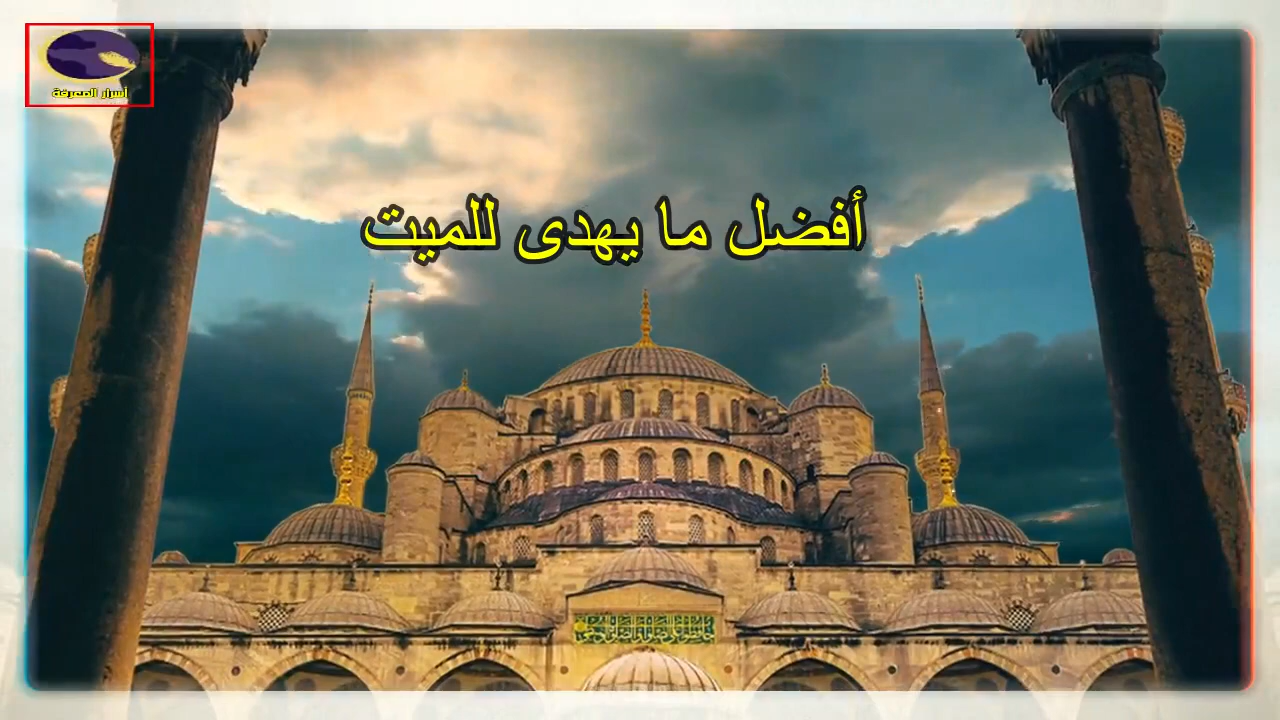 أسرار المعرفة
أفضل ما يهدى للميت